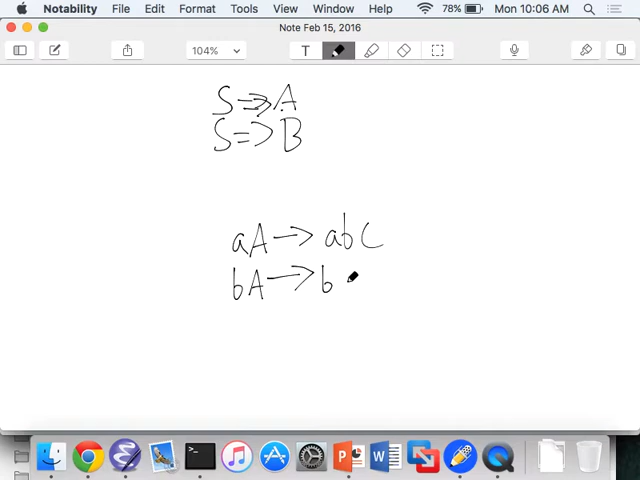 Notability File Edit Format Tools View Window Help 78% Mon 10:06 AM
Note Feb 15, 2016
104% T
S => A
S => B
aA -> abC
bA -> b